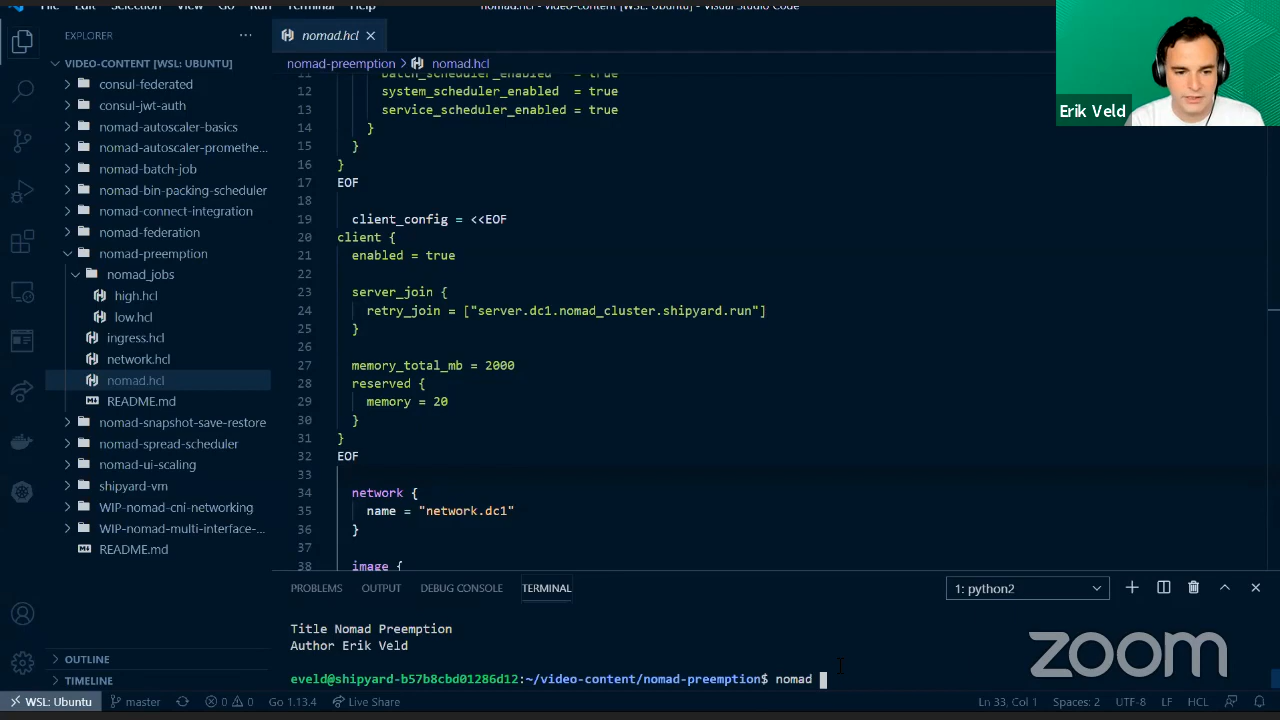 nomad.hcl - video-content [WSL: Ubuntu] - Visual Studio Code
Edit Selection View Go Run Terminal Help
EXPLORER
nomad.hcl
VIDEO-CONTENT [WSL: UBUNTU]
consul-federated
consul-jwt-auth
nomad-autoscaler-basics
nomad-autoscaler-promethe...
nomad-batch-job
nomad-bin-packing-scheduler
nomad-connect-integration
nomad-federation
nomad-preemption
nomad_jobs
high.hcl
low.hcl
ingress.hcl
network.hcl
nomad.hcl
README.md
nomad-snapshot-save-restore
nomad-spread-scheduler
nomad-ui-scaling
shipyard-vm
WIP-nomad-cni-networking
WIP-nomad-multi-interface-...
README.md
OUTLINE
TIMELINE
nomad-preemption > nomad.hcl
11 batch_scheduler_enabled = true
12 system_scheduler_enabled = true
13 service_scheduler_enabled = true
14 }
15 }
16 }
17 EOF
18
19 client_config = <<EOF
20 client {
21 enabled = true
22
23 server_join {
24 retry_join = ["server.dc1.nomad_cluster.shipyard.run"]
25 }
26
27 memory_total_mb = 2000
28 reserved {
29 memory = 20
30 }
31 }
32 EOF
33
34 network {
35 name = "network.dc1"
36 }
37
38 image {
Erik Veld
PROBLEMS OUTPUT DEBUG CONSOLE TERMINAL
1: python2
Title Nomad Preemption
Author Erik Veld
eveld@shipyard-b57b8cbd01286d12:~/video-content/nomad-preemption$ nomad
zoom
WSL: Ubuntu master 0 0 Go 1.13.4 Live Share Ln 33, Col 1 Spaces: 2 UTF-8 LF HCL